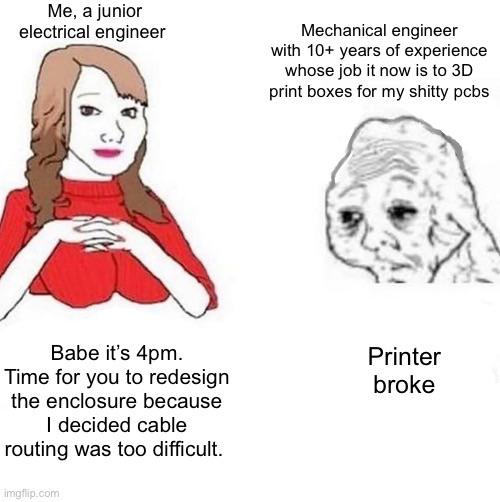 Me, a junior
electrical engineer
Mechanical engineer
with 10+ years of experience
whose job it now is to 3D
print boxes for my shitty pcbs
Babe it’s 4pm.
Time for you to redesign
the enclosure because
I decided cable
routing was too difficult.
Printer
broke
imgflip.com